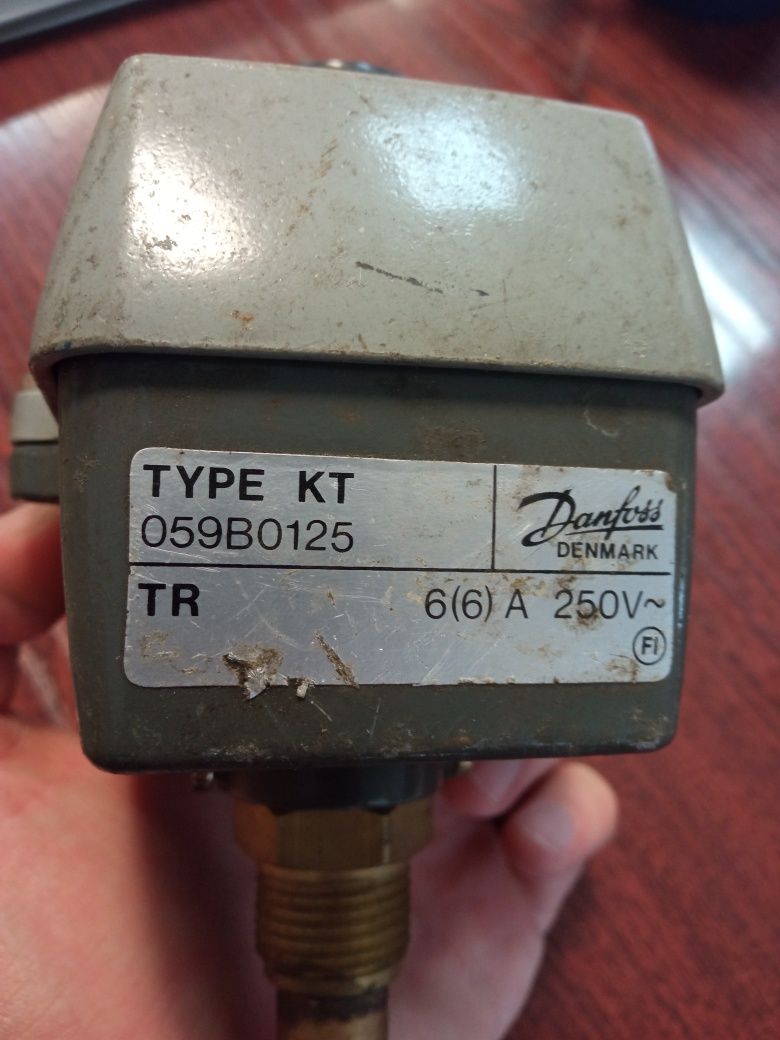 TYPE KT
059B0125
Danfoss
DENMARK
TR
6(6) A 250V~
FI